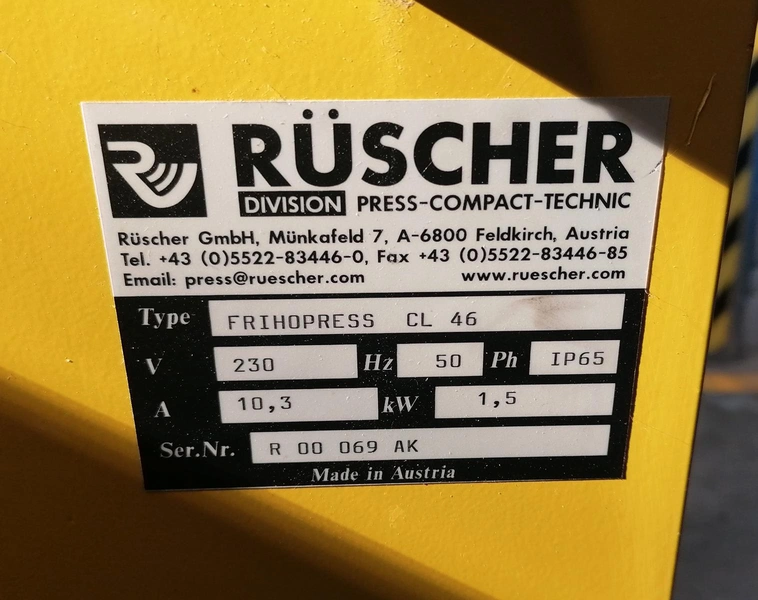 RÜSCHER
DIVISION PRESS-COMPACT-TECHNIC
Rüscher GmbH, Münkafeld 7, A-6800 Feldkirch, Austria
Tel. +43 (0)5522-83446-0, Fax +43 (0)5522-83446-85
Email: press@ruescher.com www.ruescher.com
Type FRIHOPRESS CL 46
V 230 Hz 50 Ph IP65
A 10,3 kW 1,5
Ser.Nr. R 00 069 AK
Made in Austria